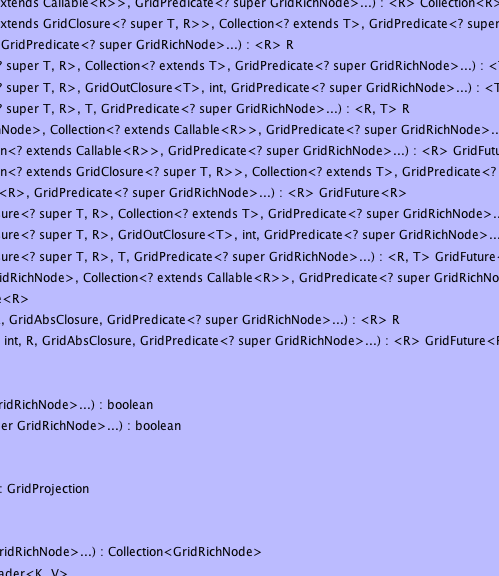 xtends Callable<R>>, GridPredicate<? super GridRichNode>...) : <R> Collection<R>
extends GridClosure<? super T, R>>, Collection<? extends T>, GridPredicate<? super
GridPredicate<? super GridRichNode>...) : <R> R
? super T, R>, Collection<? extends T>, GridPredicate<? super GridRichNode>...) : <T
? super T, R>, GridOutClosure<T>, int, GridPredicate<? super GridRichNode>...) : <T
? super T, R>, T, GridPredicate<? super GridRichNode>...) : <R, T> R
hNode>, Collection<? extends Callable<R>>, GridPredicate<? super GridRichNode>...
n<? extends Callable<R>>, GridPredicate<? super GridRichNode>...) : <R> GridFutu
n<? extends GridClosure<? super T, R>>, Collection<? extends T>, GridPredicate<?
<R>, GridPredicate<? super GridRichNode>...) : <R> GridFuture<R>
ure<? super T, R>, Collection<? extends T>, GridPredicate<? super GridRichNode>...
ure<? super T, R>, GridOutClosure<T>, int, GridPredicate<? super GridRichNode>...
ure<? super T, R>, T, GridPredicate<? super GridRichNode>...) : <R, T> GridFuture<
idRichNode>, Collection<? extends Callable<R>>, GridPredicate<? super GridRichNo
e<R>
, GridAbsClosure, GridPredicate<? super GridRichNode>...) : <R> R
int, R, GridAbsClosure, GridPredicate<? super GridRichNode>...) : <R> GridFuture<R
ridRichNode>...) : boolean
er GridRichNode>...) : boolean
: GridProjection
ridRichNode>...) : Collection<GridRichNode>
ader<K, V>